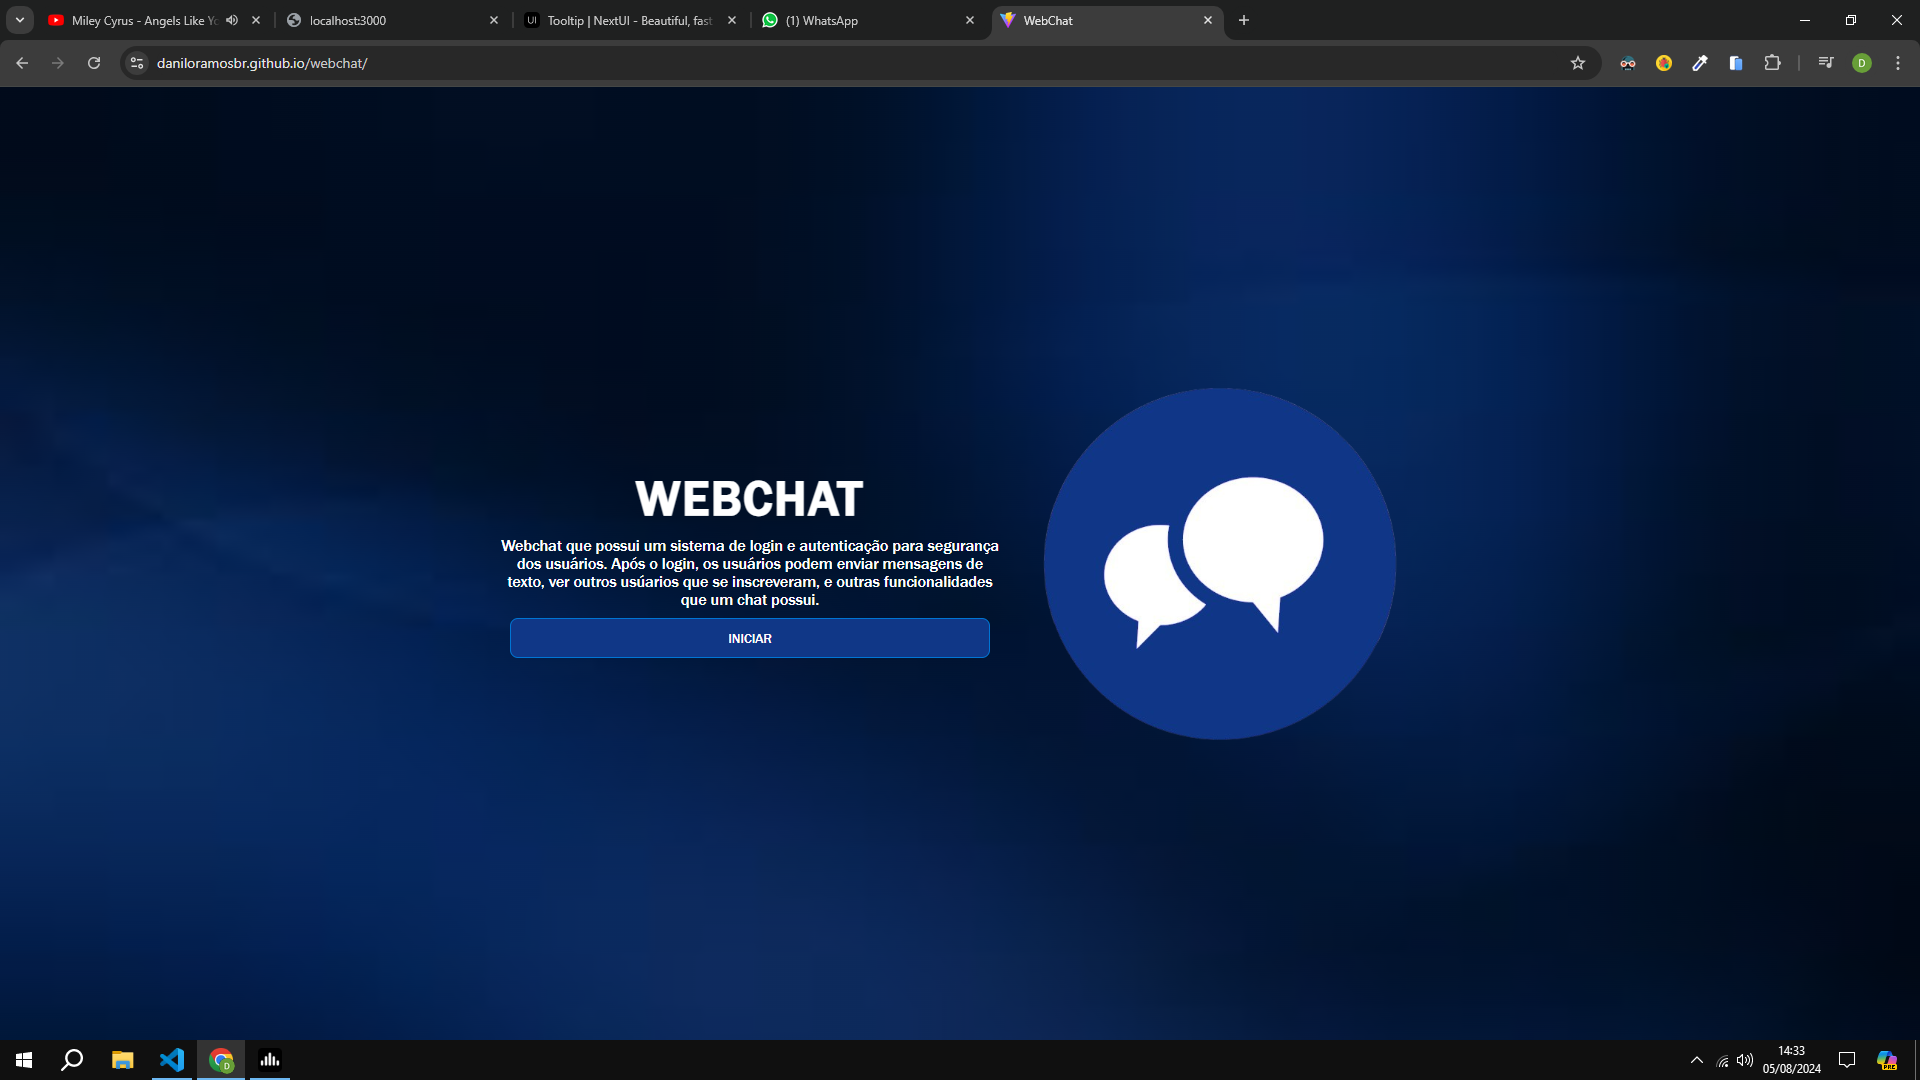 Miley Cyrus - Angels Like Yo
localhost:3000
Tooltip | NextUI - Beautiful, fast
(1) WhatsApp
WebChat
daniloramosbr.github.io/webchat/
D
WEBCHAT
Webchat que possui um sistema de login e autenticação para segurança
dos usuários. Após o login, os usuários podem enviar mensagens de
texto, ver outros usúarios que se inscreveram, e outras funcionalidades
que um chat possui.
INICIAR
D
14:33
05/08/2024
PRE